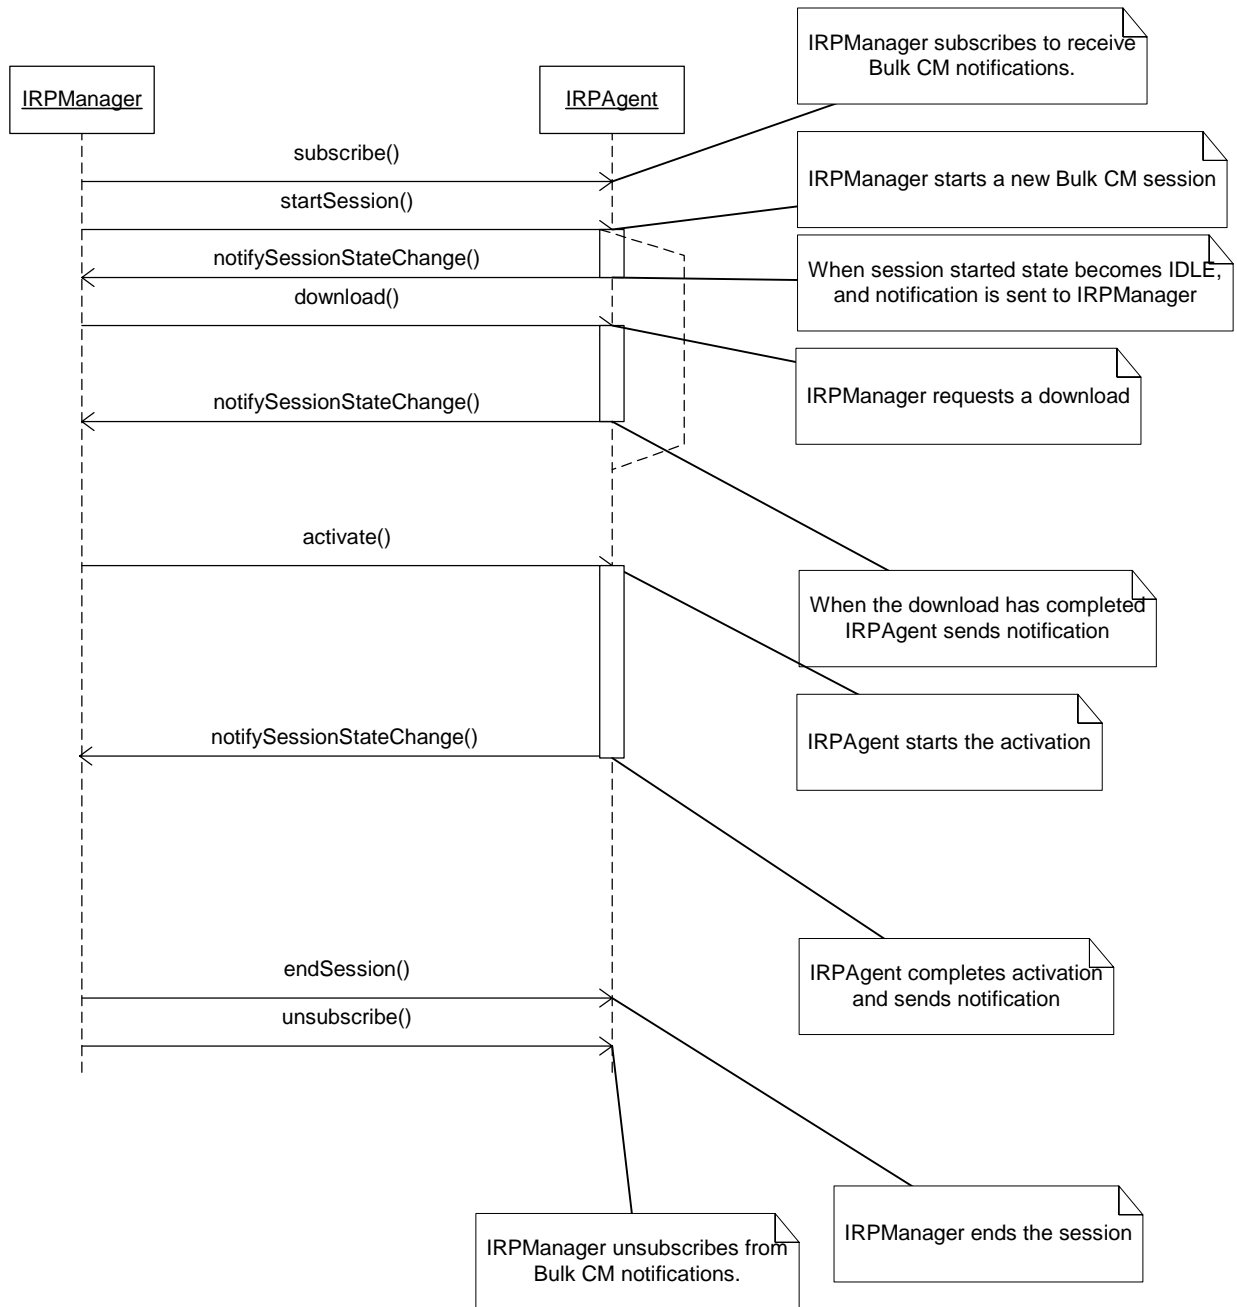 IRPManager subscribes to receive
Bulk CM notifications.
IRPManager
IRPAgent
subscribe()
IRPManager starts a new Bulk CM session
startSession()
notifySessionStateChange()
When session started state becomes IDLE,
and notification is sent to IRPManager
download()
IRPManager requests a download
notifySessionStateChange()
activate()
When the download has completed
IRPAgent sends notification
notifySessionStateChange()
IRPAgent starts the activation
endSession()
IRPAgent completes activation
and sends notification
unsubscribe()
IRPManager ends the session
IRPManager unsubscribes from
Bulk CM notifications.